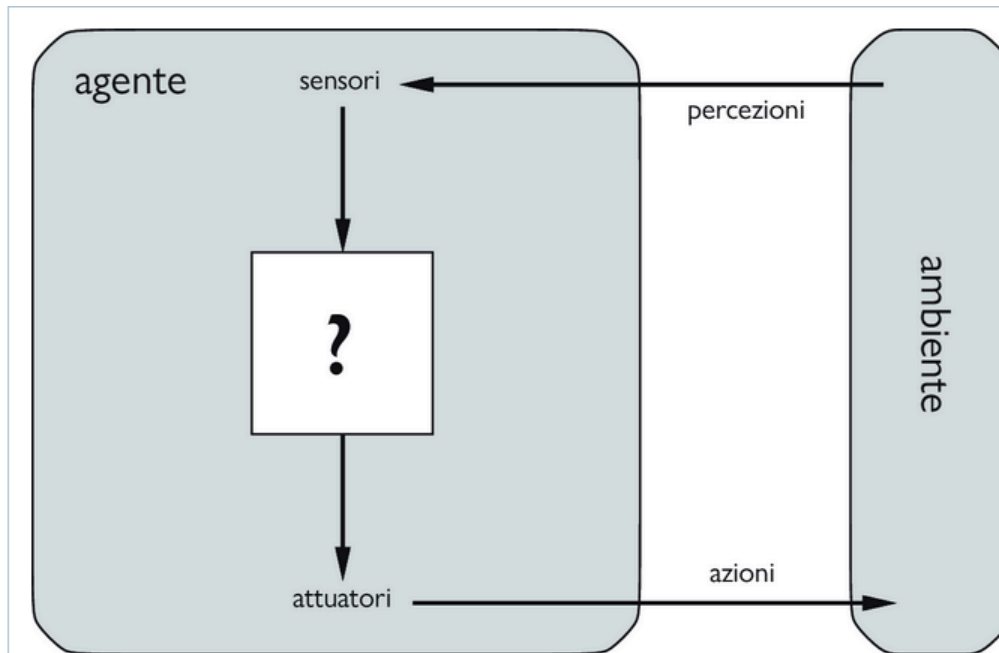 agente
sensori
percezioni
?
ambiente
attuatori
azioni